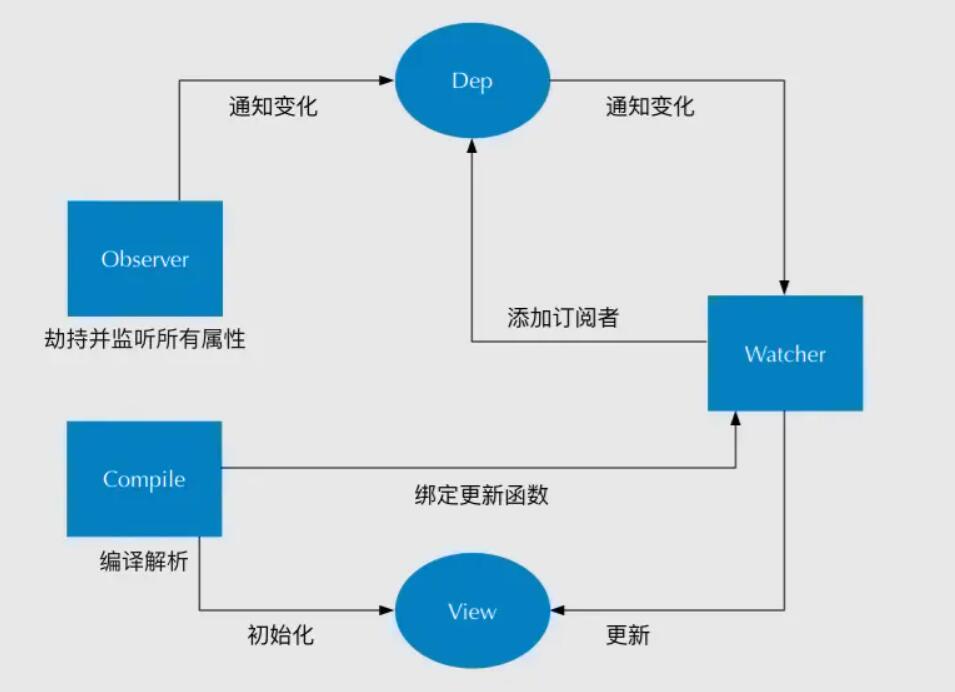 Dep
通知变化
通知变化
Observer
劫持并监听所有属性
添加订阅者
Watcher
Compile
绑定更新函数
编译解析
View
初始化
更新